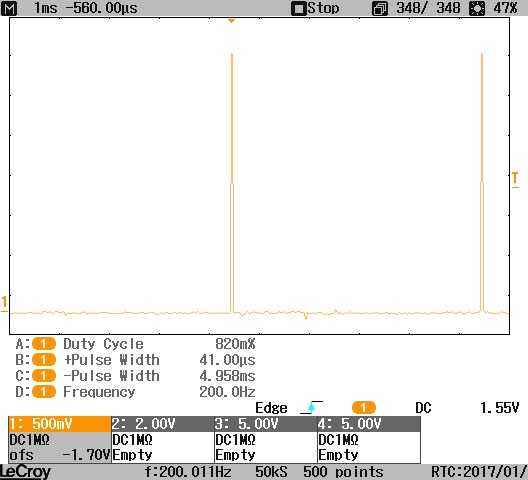 M 1ms -560.00µs Stop 348/ 348 47%
T
1
A: 1 Duty Cycle 820m%
B: 1 +Pulse Width 41.00µs
C: 1 -Pulse Width 4.958ms
D: 1 Frequency 200.0Hz
Edge 1 DC 1.55V
1: 500mV 2: 2.00V 3: 5.00V 4: 5.00V
DC1MΩ DC1MΩ DC1MΩ DC1MΩ
ofs -1.70V Empty Empty Empty
LeCroy f:200.011Hz 50kS 500 points RTC:2017/01/